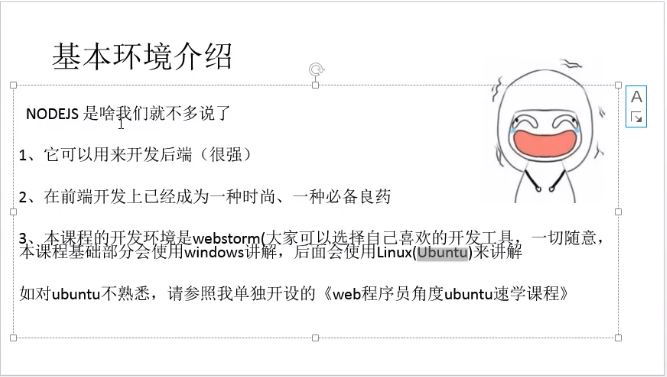 基本环境介绍
NODEJS 是啥我们就不多说了
1、它可以用来开发后端（很强）
2、在前端开发上已经成为一种时尚、一种必备良药
3、本课程的开发环境是webstorm(大家可以选择自己喜欢的开发工具，一切随意，
本课程基础部分会使用windows讲解，后面会使用Linux(Ubuntu)来讲解
如对ubuntu不熟悉，请参照我单独开设的《web程序员角度ubuntu速学课程》